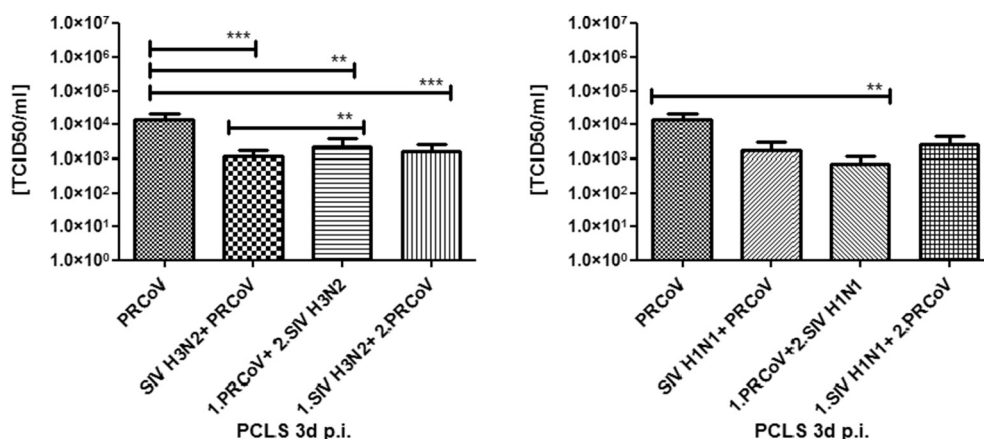 1.0×10⁷
1.0×10⁶
1.0×10⁵
1.0×10⁴
1.0×10³
1.0×10²
1.0×10¹
1.0×10⁰
[TCID50/ml]
***
**
***
**
PRCoV
SIV H3N2+ PRCoV
1.PRCoV+ 2.SIV H3N2
1.SIV H3N2+ 2.PRCoV
PCLS 3d p.i.
1.0×10⁷
1.0×10⁶
1.0×10⁵
1.0×10⁴
1.0×10³
1.0×10²
1.0×10¹
1.0×10⁰
[TCID50/ml]
**
PRCoV
SIV H1N1+ PRCoV
1.PRCoV+2.SIV H1N1
1.SIV H1N1+ 2.PRCoV
PCLS 3d p.i.